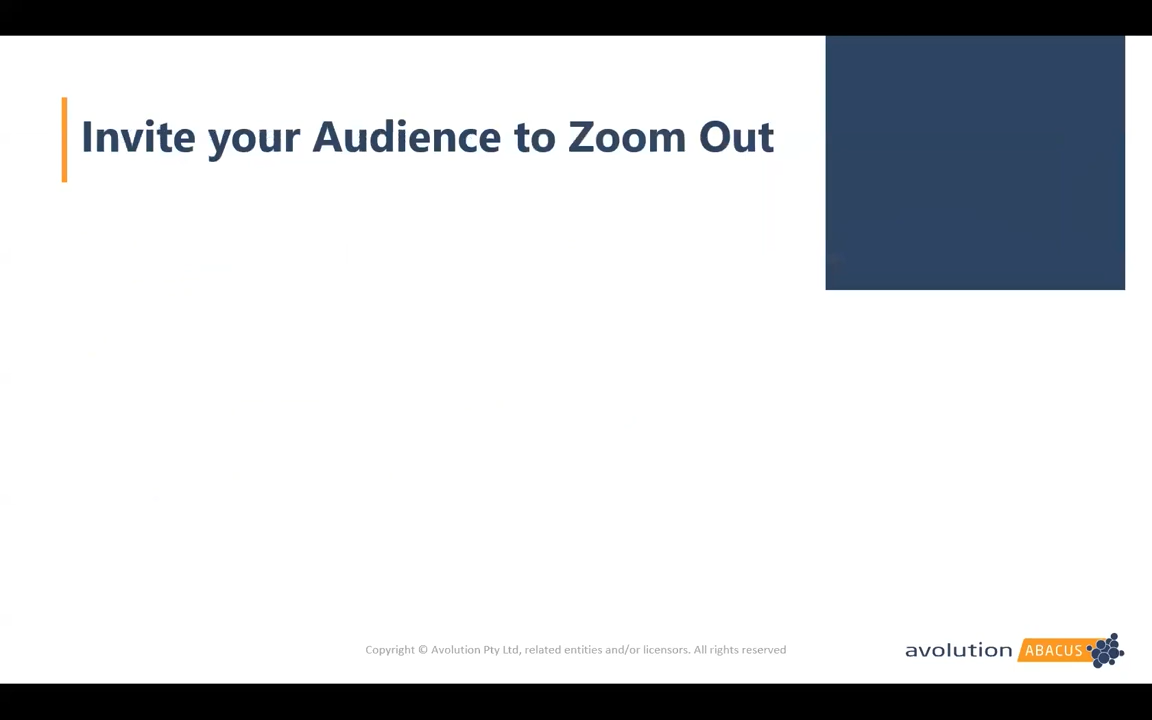 Invite your Audience to Zoom Out
Copyright © Avolution Pty Ltd, related entities and/or licensors. All rights reserved
avolution ABACUS